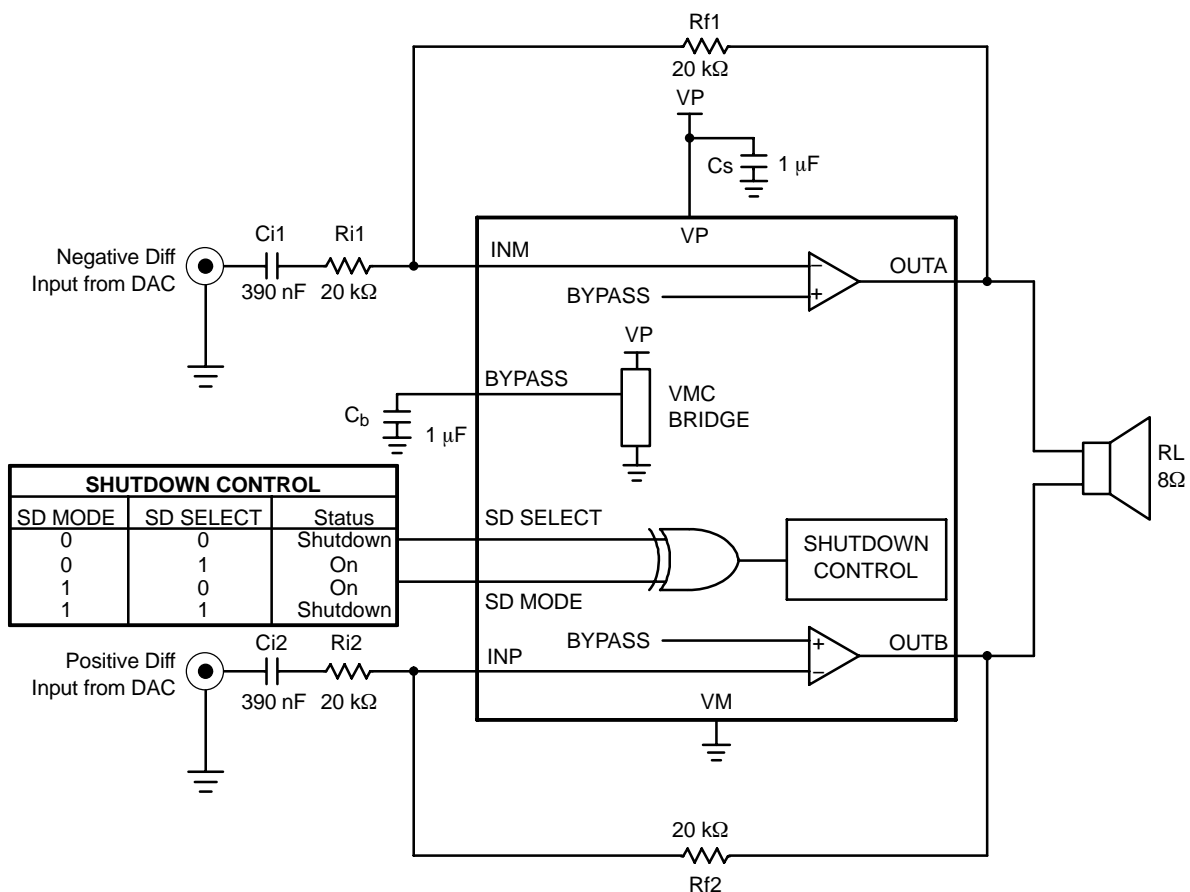 Rf1
20 kΩ
VP
Cs
1 μF
Negative Diff
Input from DAC
Ci1
390 nF
Ri1
20 kΩ
INM
VP
OUTA
BYPASS
VP
BYPASS
VMC
BRIDGE
Cb
1 μF
RL
8Ω
SHUTDOWN CONTROL
SD MODE SD SELECT Status
0 0 Shutdown
0 1 On
1 0 On
1 1 Shutdown
SD SELECT
SD MODE
SHUTDOWN
CONTROL
Positive Diff
Input from DAC
Ci2
390 nF
Ri2
20 kΩ
INP
BYPASS
OUTB
VM
20 kΩ
Rf2